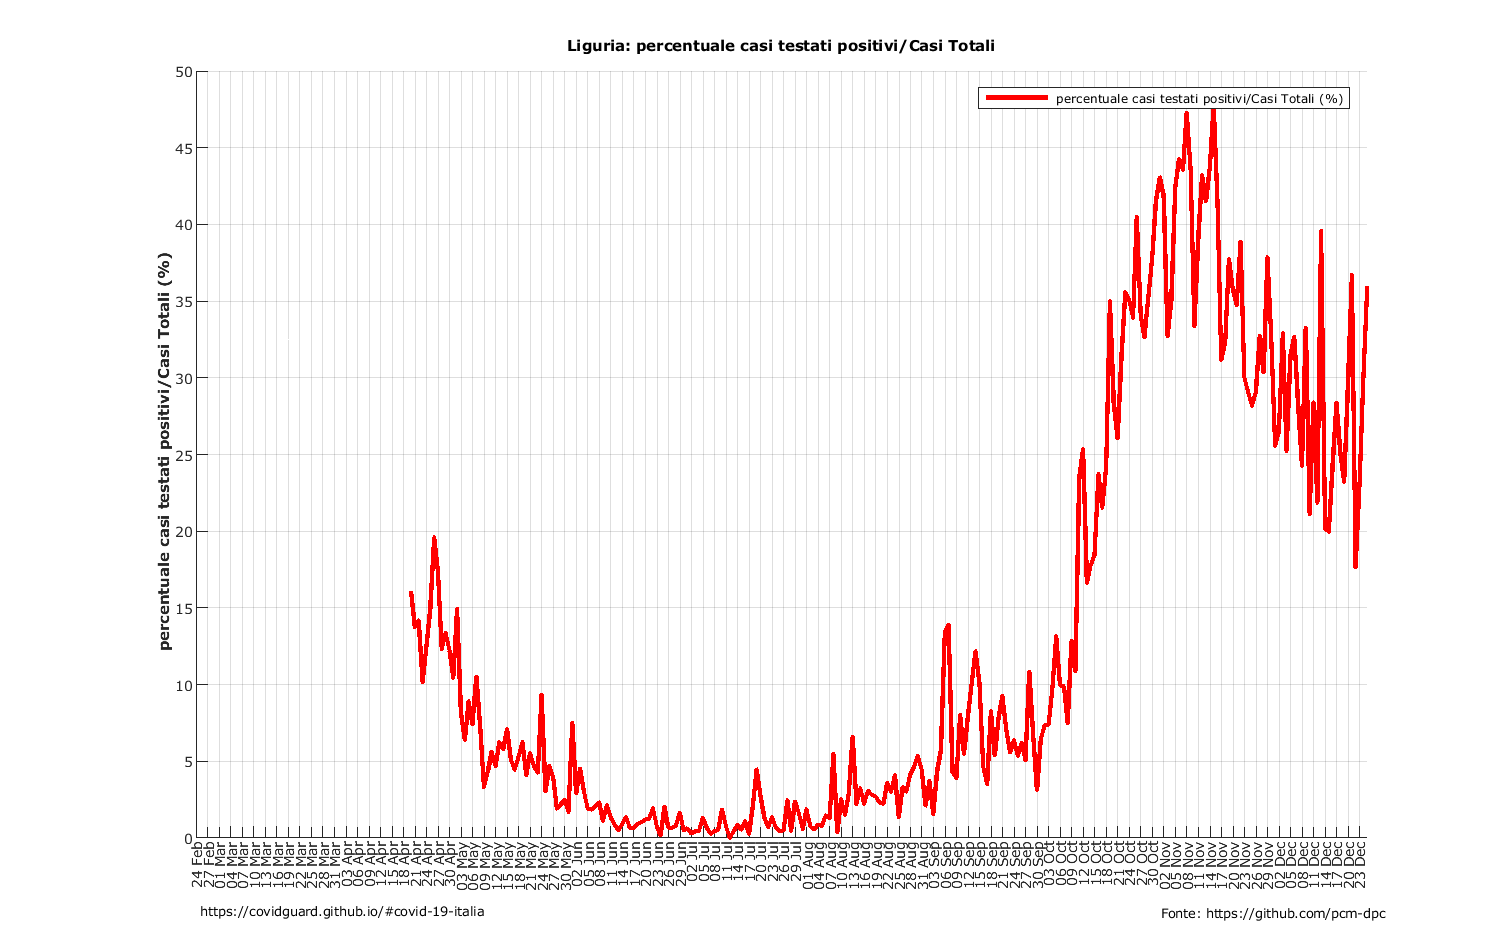 Liguria: percentuale casi testati positivi/Casi Totali
percentuale casi testati positivi/Casi Totali (%)
percentuale casi testati positivi/Casi Totali (%)
50
45
40
35
30
25
20
15
10
5
0
24 Feb
27 Feb
01 Mar
04 Mar
07 Mar
10 Mar
13 Mar
16 Mar
19 Mar
22 Mar
25 Mar
28 Mar
31 Mar
03 Apr
06 Apr
09 Apr
12 Apr
15 Apr
18 Apr
21 Apr
24 Apr
27 Apr
30 Apr
03 May
06 May
09 May
12 May
15 May
18 May
21 May
24 May
27 May
30 May
02 Jun
05 Jun
08 Jun
11 Jun
14 Jun
17 Jun
20 Jun
23 Jun
26 Jun
29 Jun
02 Jul
05 Jul
08 Jul
11 Jul
14 Jul
17 Jul
20 Jul
23 Jul
26 Jul
29 Jul
01 Aug
04 Aug
07 Aug
10 Aug
13 Aug
16 Aug
19 Aug
22 Aug
25 Aug
28 Aug
31 Aug
03 Sep
06 Sep
09 Sep
12 Sep
15 Sep
18 Sep
21 Sep
24 Sep
27 Sep
30 Sep
03 Oct
06 Oct
09 Oct
12 Oct
15 Oct
18 Oct
21 Oct
24 Oct
27 Oct
30 Oct
02 Nov
05 Nov
08 Nov
11 Nov
14 Nov
17 Nov
20 Nov
23 Nov
26 Nov
29 Nov
02 Dec
05 Dec
08 Dec
11 Dec
14 Dec
17 Dec
20 Dec
23 Dec
https://covidguard.github.io/#covid-19-italia
Fonte: https://github.com/pcm-dpc